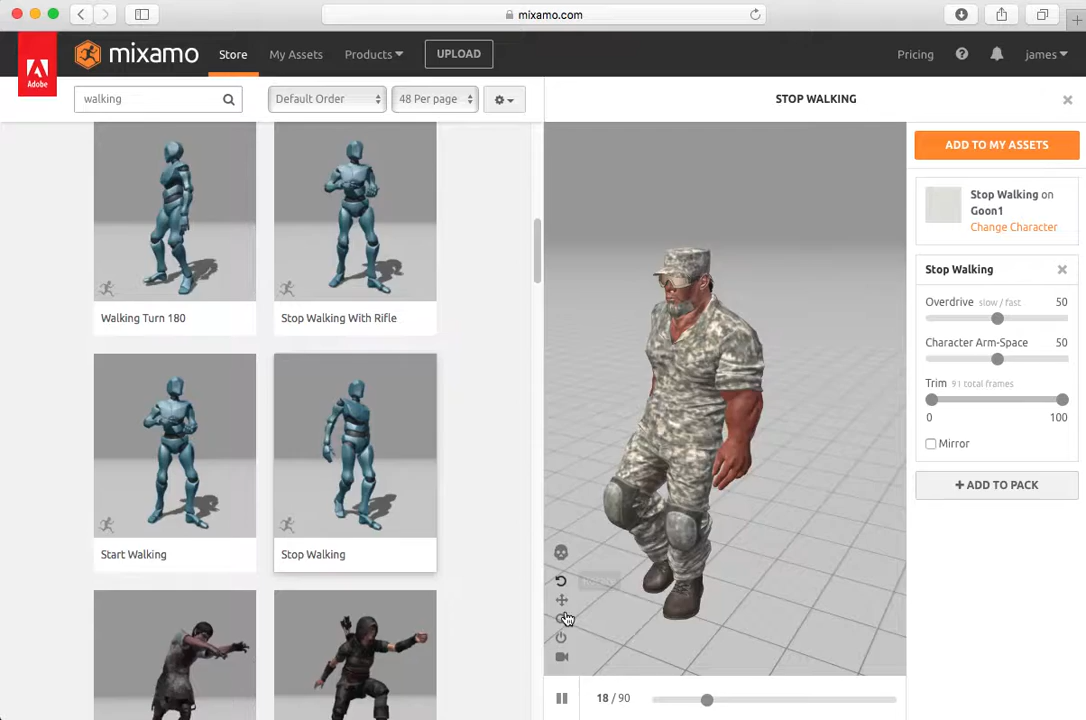 mixamo.com
Adobe
mixamo
Store
My Assets
Products
UPLOAD
Pricing
james
walking
Default Order
48 Per page
STOP WALKING
Walking Turn 180
Stop Walking With Rifle
Start Walking
Stop Walking
ADD TO MY ASSETS
Stop Walking on
Goon1
Change Character
Stop Walking
Overdrive slow / fast 50
Character Arm-Space 50
Trim 91 total frames
0 100
Mirror
+ ADD TO PACK
18 / 90